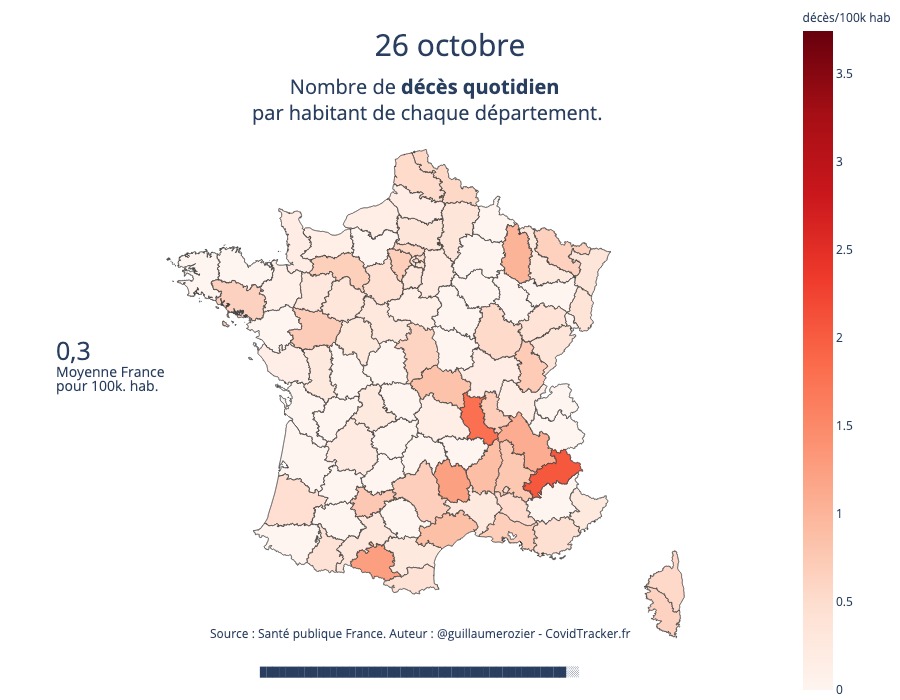 décès/100k hab
26 octobre
Nombre de décès quotidien
par habitant de chaque département.
3.5
3
2.5
2
1.5
1
0.5
0
0,3
Moyenne France
pour 100k. hab.
Source : Santé publique France. Auteur : @guillaumerozier - CovidTracker.fr